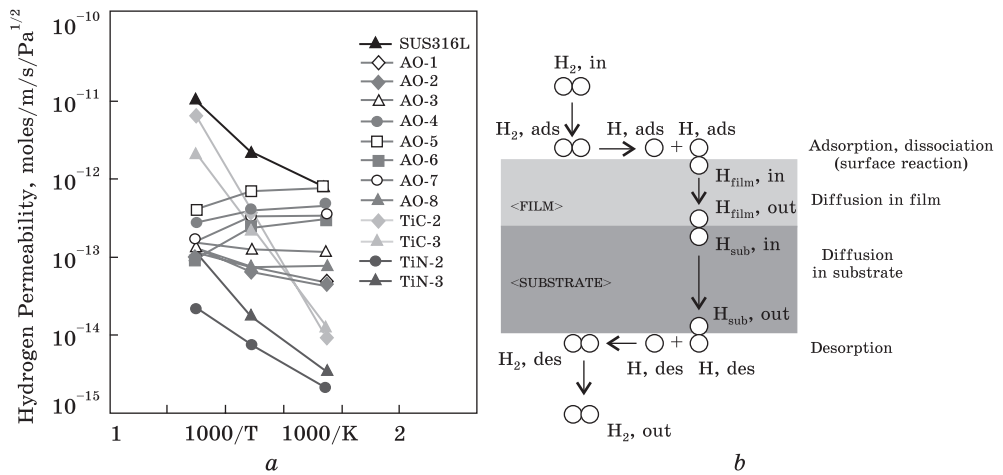 Hydrogen Permeability, moles/m/s/Pa^1/2
10^−10
10^−11
10^−12
10^−13
10^−14
10^−15
SUS316L
AO-1
AO-2
AO-3
AO-4
AO-5
AO-6
AO-7
AO-8
TiC-2
TiC-3
TiN-2
TiN-3
1 1000/T 1000/K 2
a
H₂, in
H₂, ads H, ads H, ads
+
H_film, in
H_film, out
<FILM>
H_sub, in
<SUBSTRATE>
H_sub, out
+
H₂, des
H, des H, des
H₂, out
Adsorption, dissociation
(surface reaction)
Diffusion in film
Diffusion
in substrate
Desorption
b